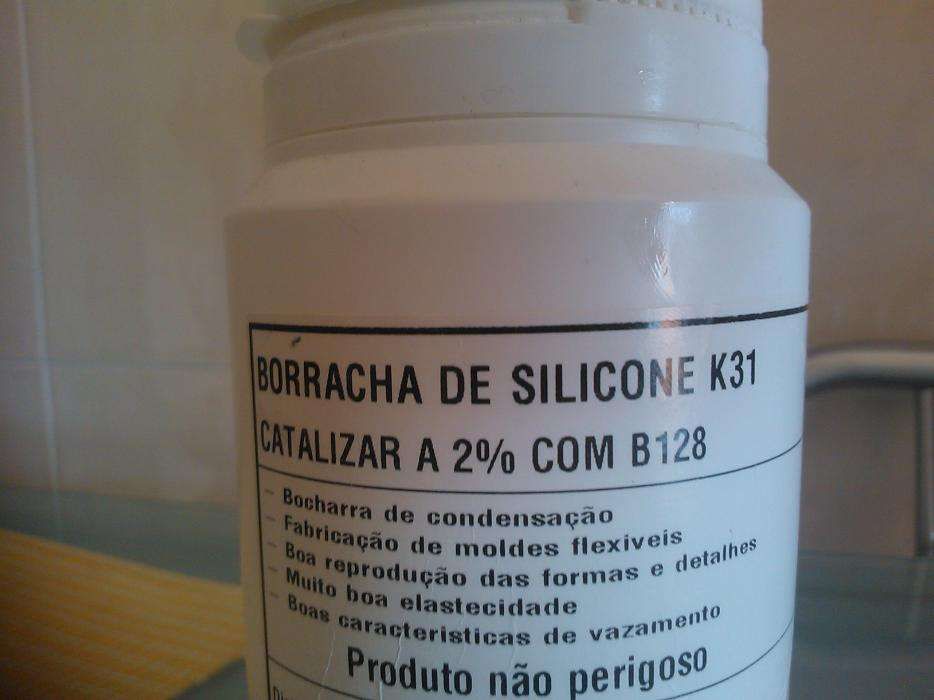 BORRACHA DE SILICONE K31
CATALIZAR A 2% COM B128
- Bocharra de condensação
- Fabricação de moldes flexiveis
- Boa reprodução das formas e detalhes
- Muito boa elastecidade
- Boas caracteristicas de vazamento
Produto não perigoso